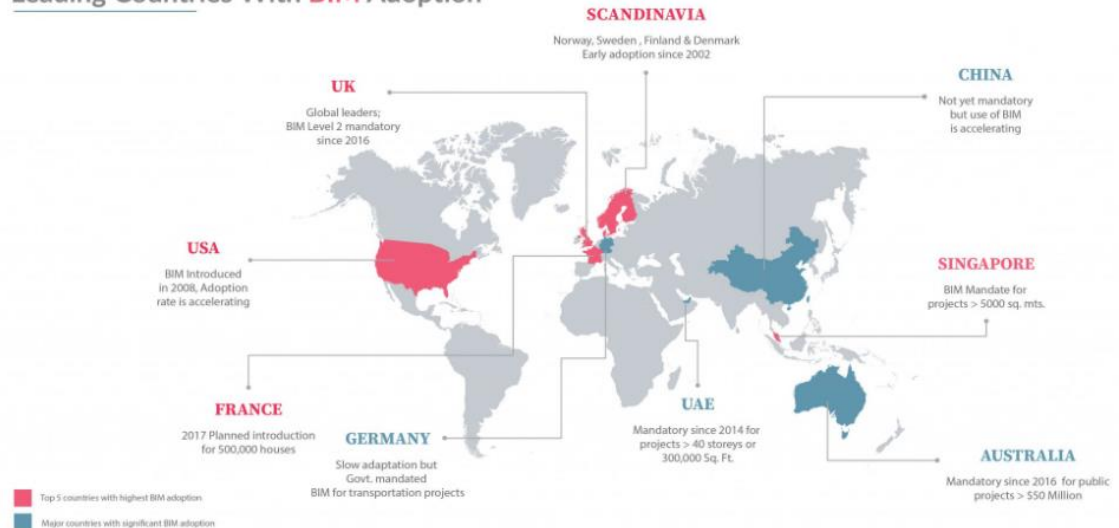 Leading Countries With BIM Adoption
SCANDINAVIA
Norway, Sweden , Finland & Denmark
Early adoption since 2002
UK
Global leaders;
BIM Level 2 mandatory
since 2016
CHINA
Not yet mandatory
but use of BIM
is accelerating
USA
BIM Introduced
in 2008, Adoption
rate is accelerating
SINGAPORE
BIM Mandate for
projects > 5000 sq. mts.
FRANCE
2017 Planned introduction
for 500,000 houses
GERMANY
Slow adaptation but
Govt. mandated
BIM for transportation projects
UAE
Mandatory since 2014 for
projects > 40 storeys or
300,000 Sq. Ft.
AUSTRALIA
Mandatory since 2016 for public
projects > $50 Million
Top 5 countries with highest BIM adoption
Major countries with significant BIM adoption